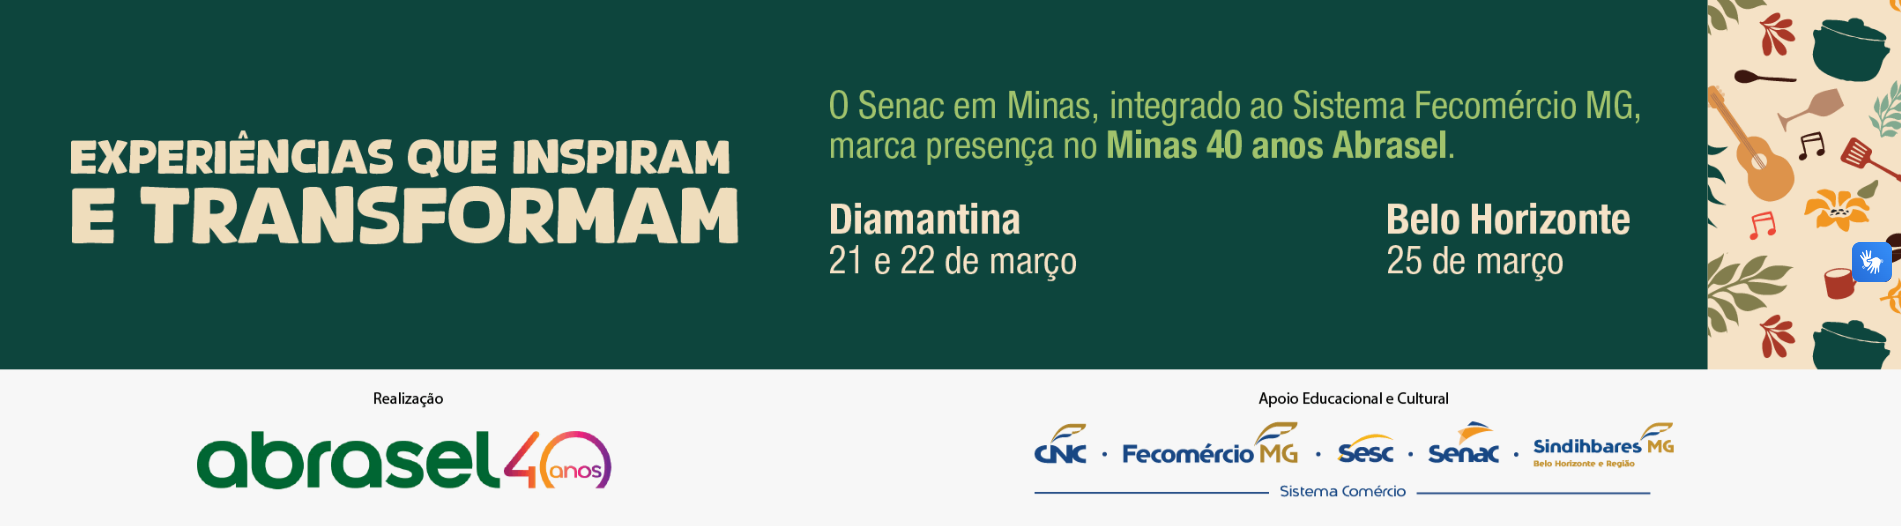 EXPERIÊNCIAS QUE INSPIRAM
E TRANSFORMAM
O Senac em Minas, integrado ao Sistema Fecomércio MG,
marca presença no Minas 40 anos Abrasel.
Diamantina
21 e 22 de março
Belo Horizonte
25 de março
Realização
abrasel 40 anos
Apoio Educacional e Cultural
CNC · Fecomércio MG · Sesc · Senac · Sindihbares MG
Belo Horizonte e Região
Sistema Comércio